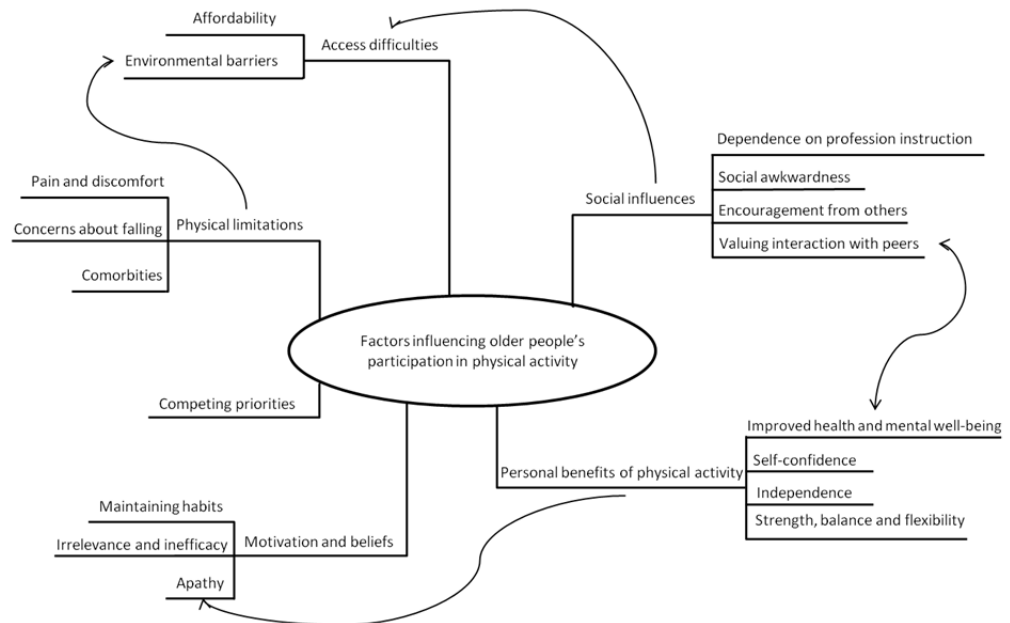 Affordability
Access difficulties
Environmental barriers
Dependence on profession instruction
Social awkwardness
Social influences
Encouragement from others
Valuing interaction with peers
Pain and discomfort
Physical limitations
Concerns about falling
Comorbities
Factors influencing older people's
participation in physical activity
Competing priorities
Improved health and mental well-being
Self-confidence
Personal benefits of physical activity
Independence
Strength, balance and flexibility
Maintaining habits
Irrelevance and inefficacy
Motivation and beliefs
Apathy